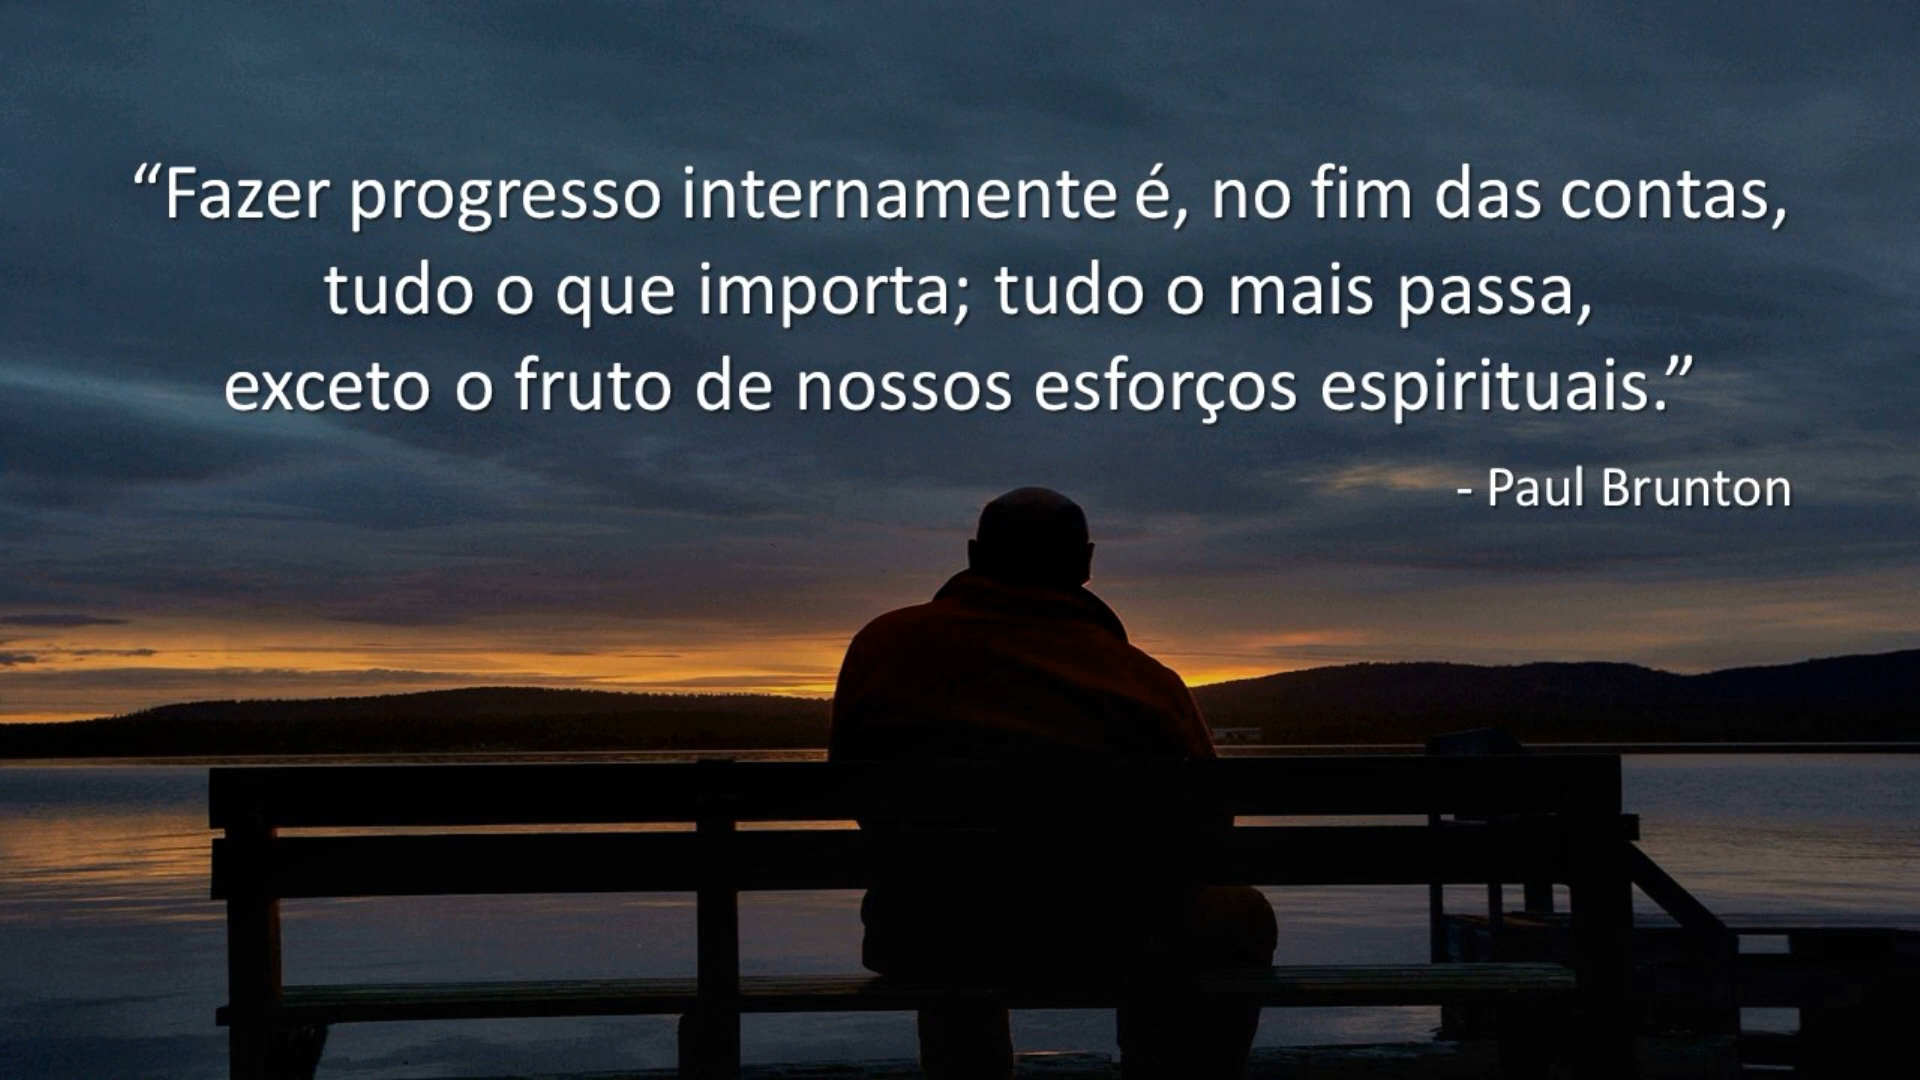 “Fazer progresso internamente é, no fim das contas,
tudo o que importa; tudo o mais passa,
exceto o fruto de nossos esforços espirituais.”
- Paul Brunton